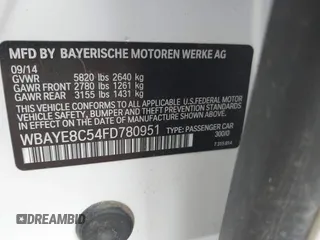 MFD BY BAYERISCHE MOTOREN WERKE AG
09/14
GVWR 5820 lbs 2640 kg
GAWR FRONT 2780 lbs 1261 kg
GAWR REAR 3155 lbs 1431 kg
THIS VEHICLE CONFORMS TO ALL APPLICABLE U.S. FEDERAL MOTOR
VEHICLE SAFETY, BUMPER, AND THEFT PREVENTION STANDARDS IN
EFFECT ON THE DATE OF MANUFACTURE SHOWN ABOVE.
WBAYE8C54FD780951 TYPE: PASSENGER CAR
300/0